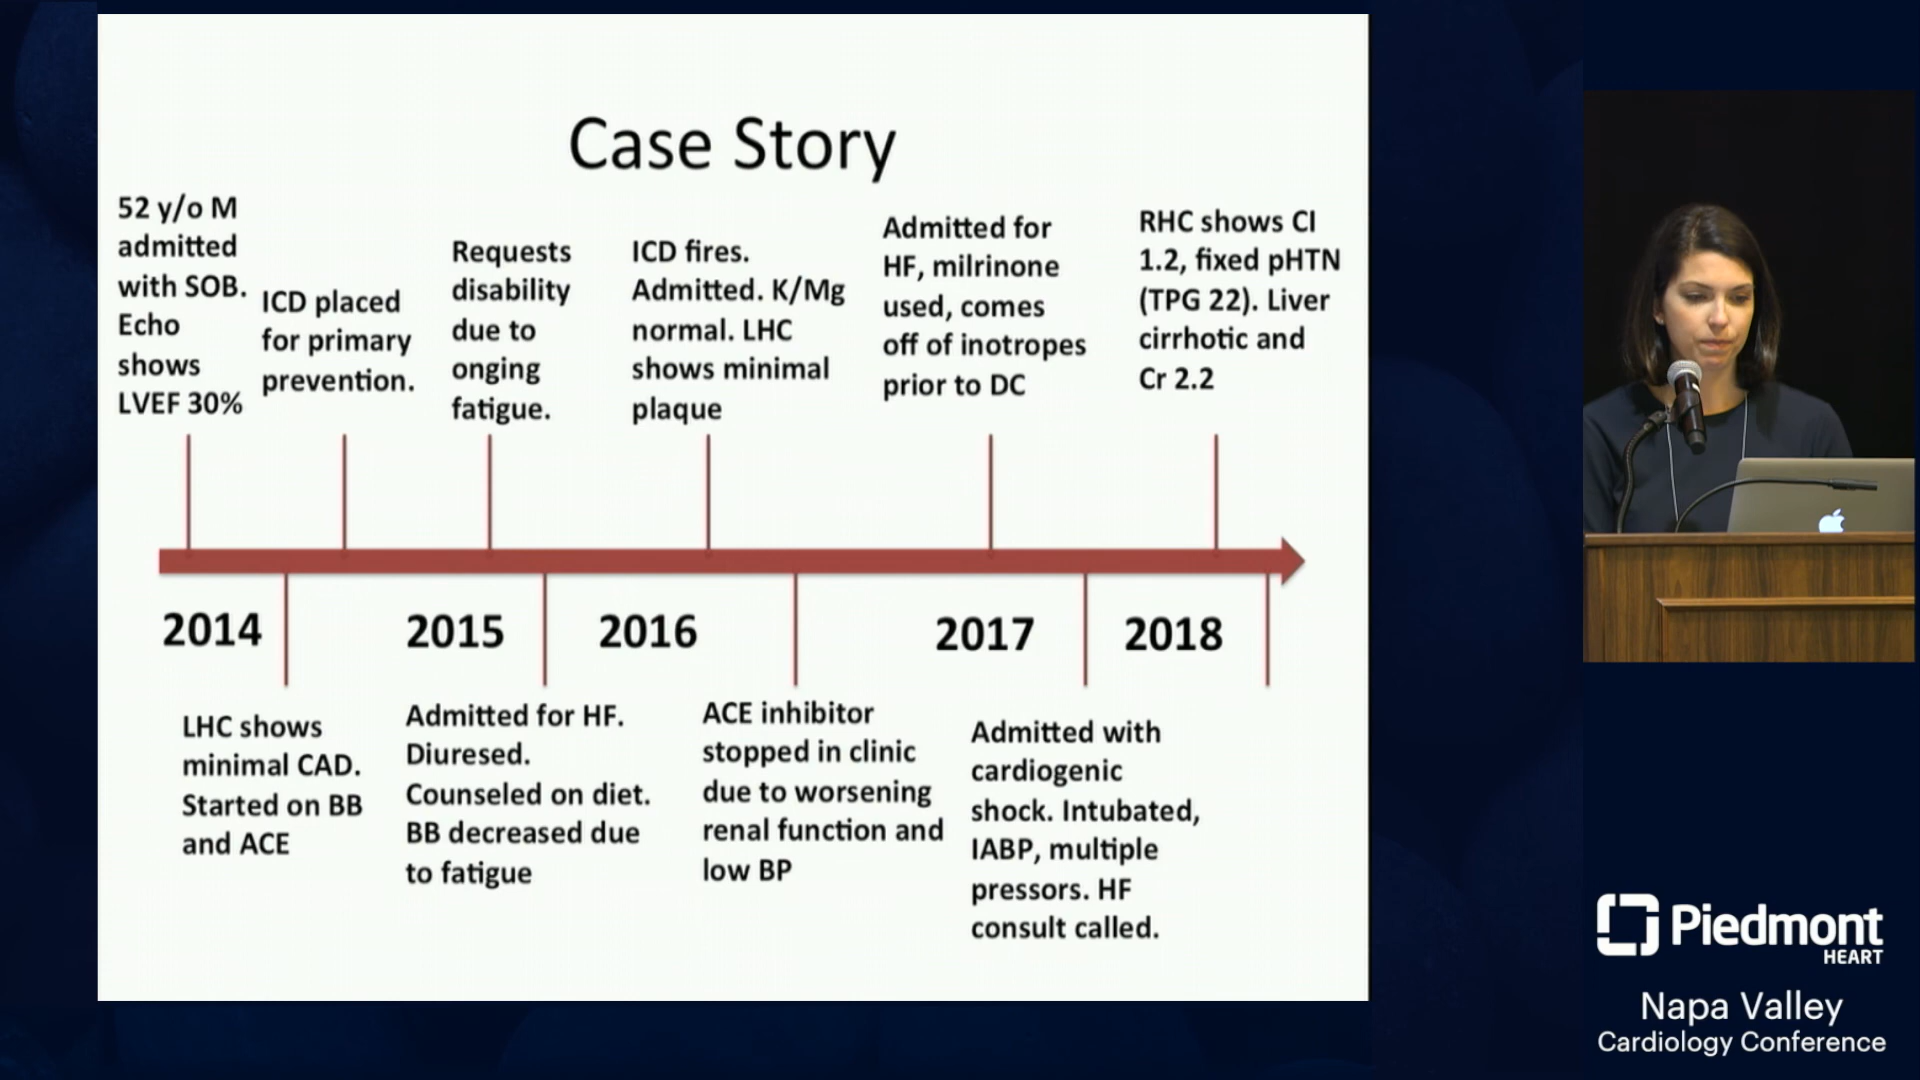 Case Story
52 y/o M
admitted
with SOB.
Echo
shows
LVEF 30%
ICD placed
for primary
prevention.
Requests
disability
due to
onging
fatigue.
ICD fires.
Admitted. K/Mg
normal. LHC
shows minimal
plaque
Admitted for
HF, milrinone
used, comes
off of inotropes
prior to DC
RHC shows CI
1.2, fixed pHTN
(TPG 22). Liver
cirrhotic and
Cr 2.2
2014
2015
2016
2017
2018
LHC shows
minimal CAD.
Started on BB
and ACE
Admitted for HF.
Diuresed.
Counseled on diet.
BB decreased due
to fatigue
ACE inhibitor
stopped in clinic
due to worsening
renal function and
low BP
Admitted with
cardiogenic
shock. Intubated,
IABP, multiple
pressors. HF
consult called.
Piedmont
HEART
Napa Valley
Cardiology Conference